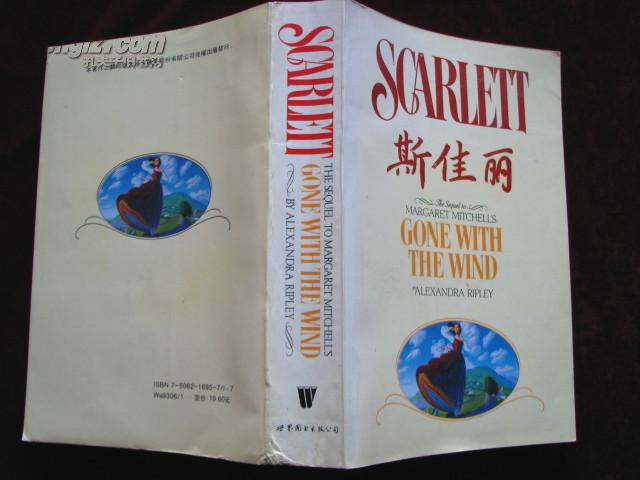 ISBN 7-5062-1695-7/I·7
定价: 19.60元
SCARLETT
THE SEQUEL TO MARGARET MITCHELL'S
GONE WITH THE WIND
BY ALEXANDRA RIPLEY
W
世界图书出版公司
SCARLETT
斯佳丽
The Sequel to
MARGARET MITCHELL'S
GONE WITH
THE WIND
BY ALEXANDRA RIPLEY